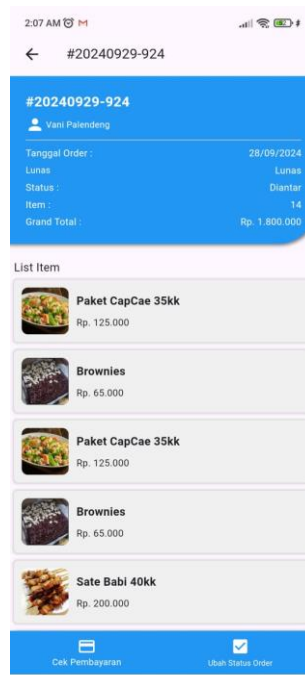 2:07 AM
#20240929-924
#20240929-924
Vani Palendeng
Tanggal Order : 28/09/2024
Lunas Lunas
Status : Diantar
Item : 14
Grand Total : Rp. 1.800.000
List Item
Paket CapCae 35kk
Rp. 125.000
Brownies
Rp. 65.000
Paket CapCae 35kk
Rp. 125.000
Brownies
Rp. 65.000
Sate Babi 40kk
Rp. 200.000
Cek Pembayaran Ubah Status Order